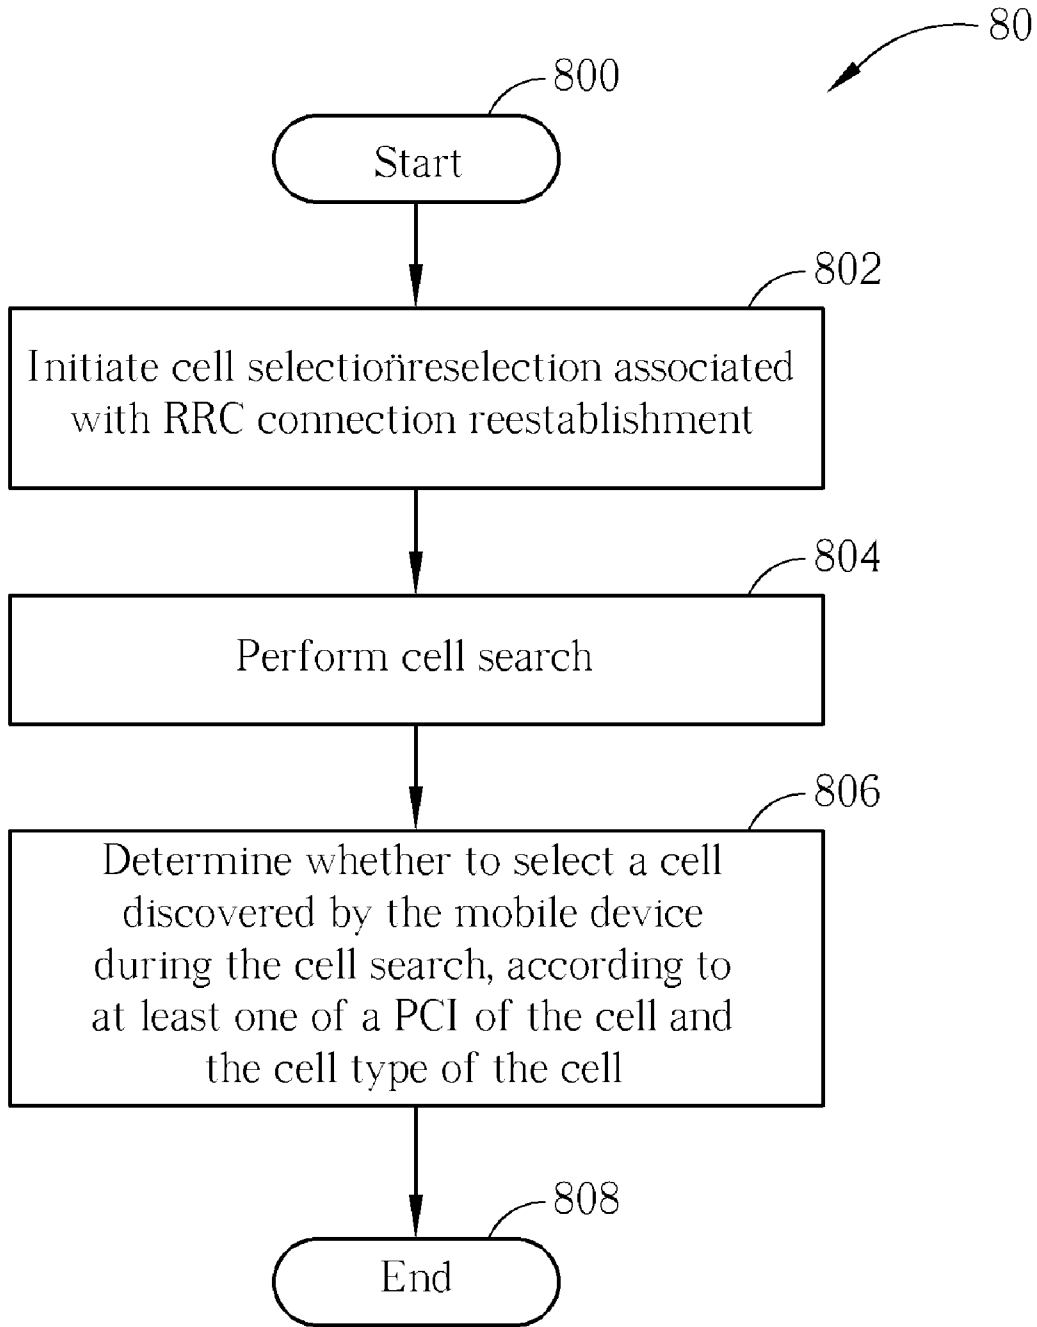 80
800
Start
802
Initiate cell selection̈reselection associated
with RRC connection reestablishment
804
Perform cell search
806
Determine whether to select a cell
discovered by the mobile device
during the cell search, according to
at least one of a PCI of the cell and
the cell type of the cell
808
End